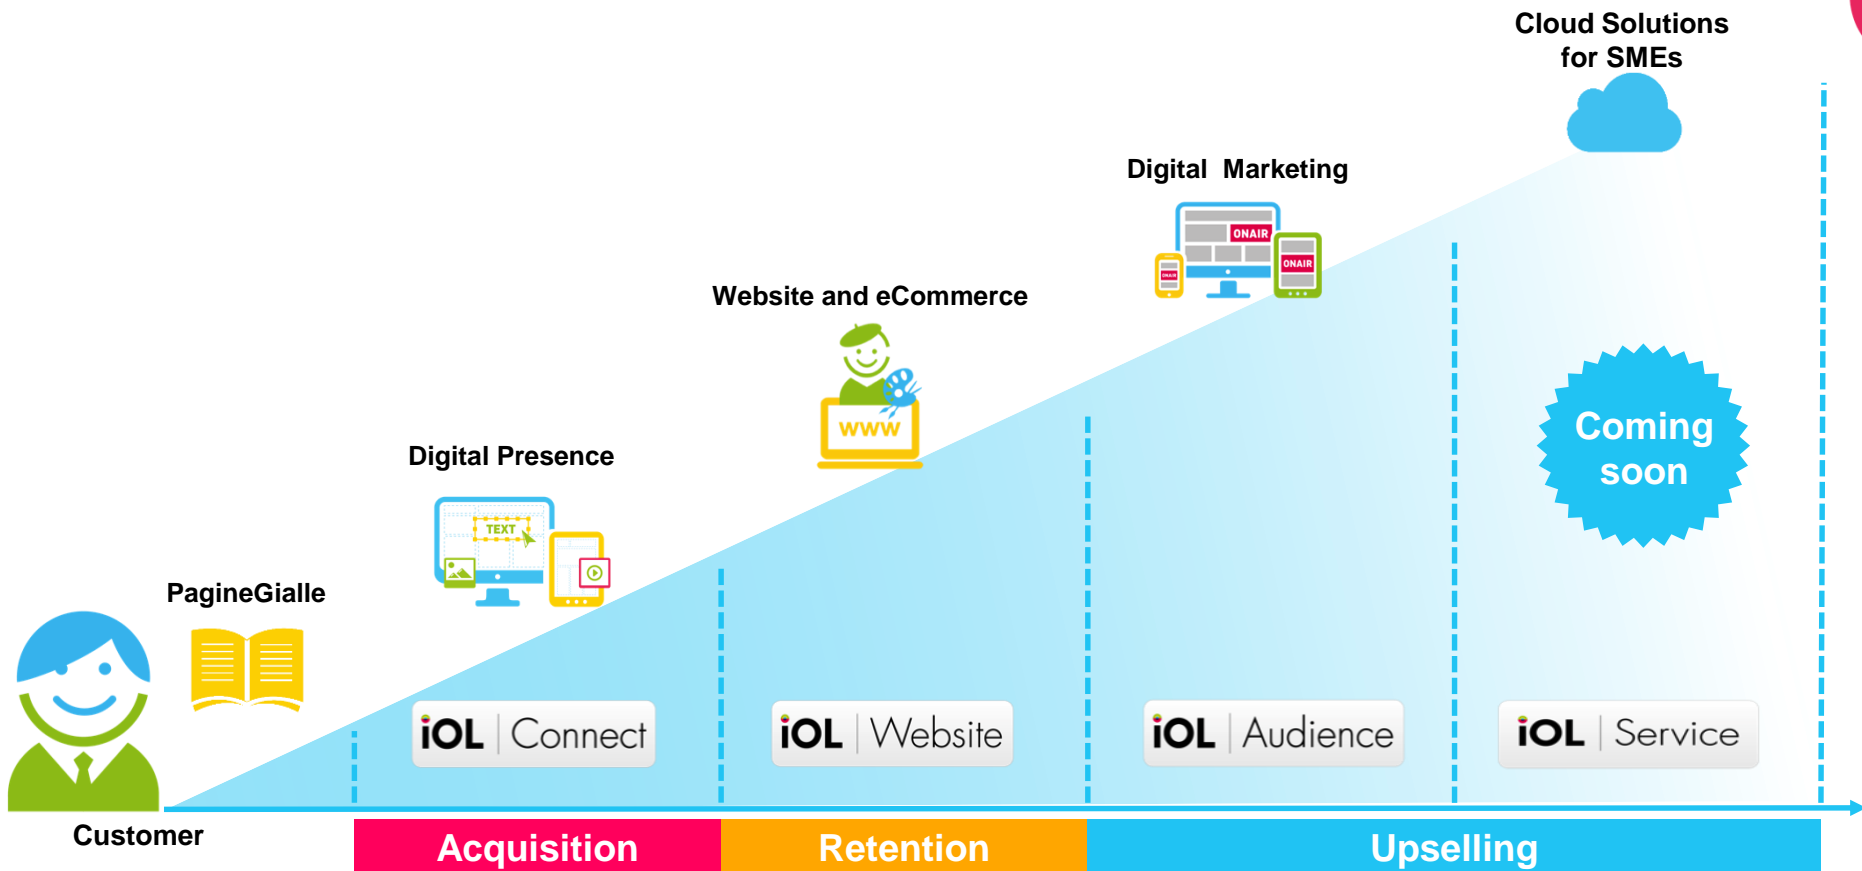 Cloud Solutions
for SMEs
Digital Marketing
ONAIR
ONAIR
ONAIR
Website and eCommerce
WWW
Coming
soon
Digital Presence
TEXT
PagineGialle
iOL | Connect
iOL | Website
iOL | Audience
iOL | Service
Customer
Acquisition
Retention
Upselling